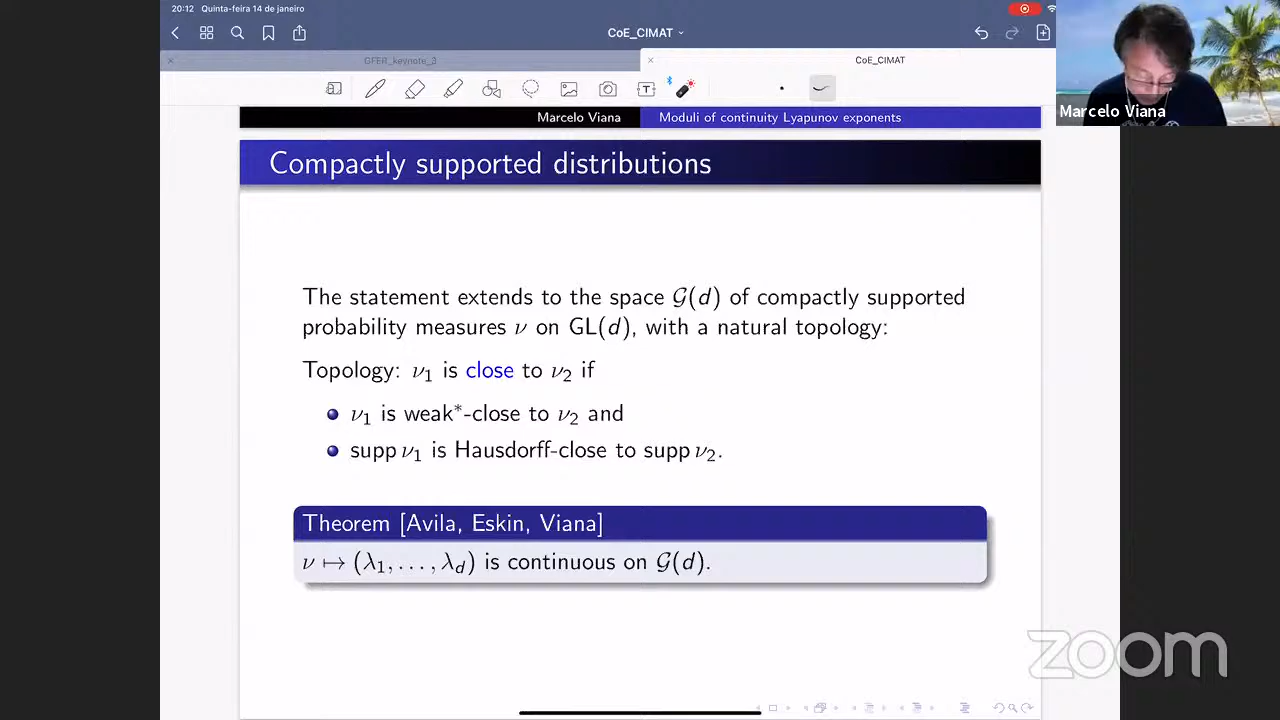 20:12 Quinta-feira 14 de janeiro
CoE_CIMAT
GFER_keynote_3
CoE_CIMAT
T
Marcelo Viana
Marcelo Viana Moduli of continuity Lyapunov exponents
Compactly supported distributions
The statement extends to the space 𝒢(d) of compactly supported
probability measures ν on GL(d), with a natural topology:
Topology: ν₁ is close to ν₂ if
ν₁ is weak*-close to ν₂ and
supp ν₁ is Hausdorff-close to supp ν₂.
Theorem [Avila, Eskin, Viana]
ν ↦ (λ₁, . . . , λ_d) is continuous on 𝒢(d).
zoom